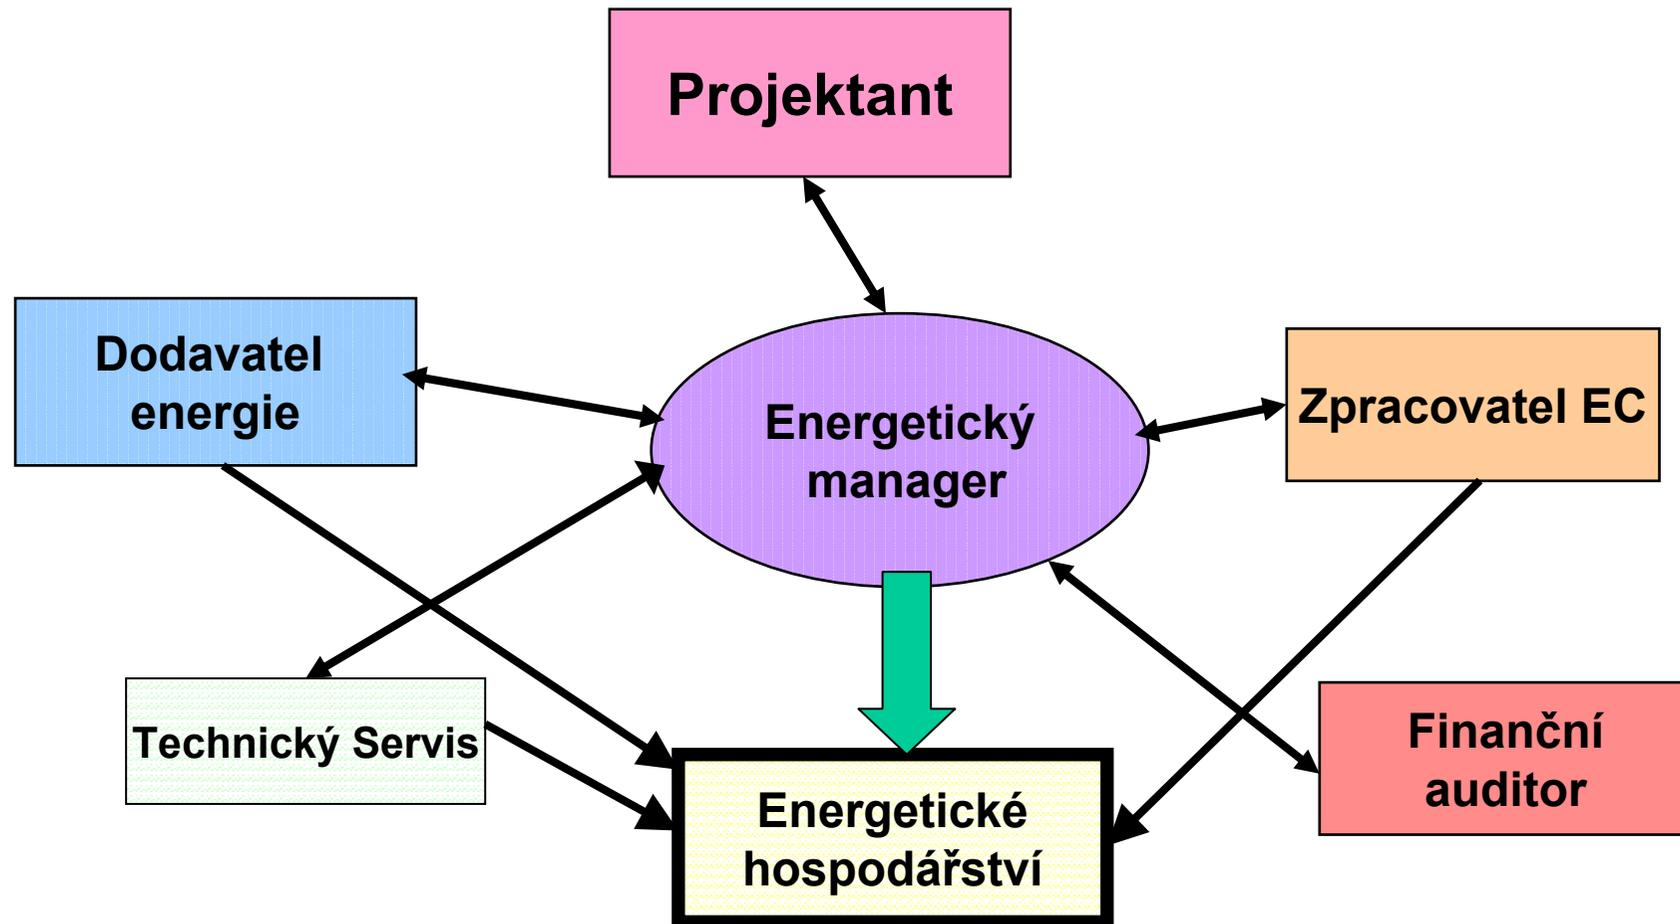 Projektant
Dodavatel
energie
Energetický
manager
Zpracovatel EC
Technický Servis
Finanční
auditor
Energetické
hospodářství